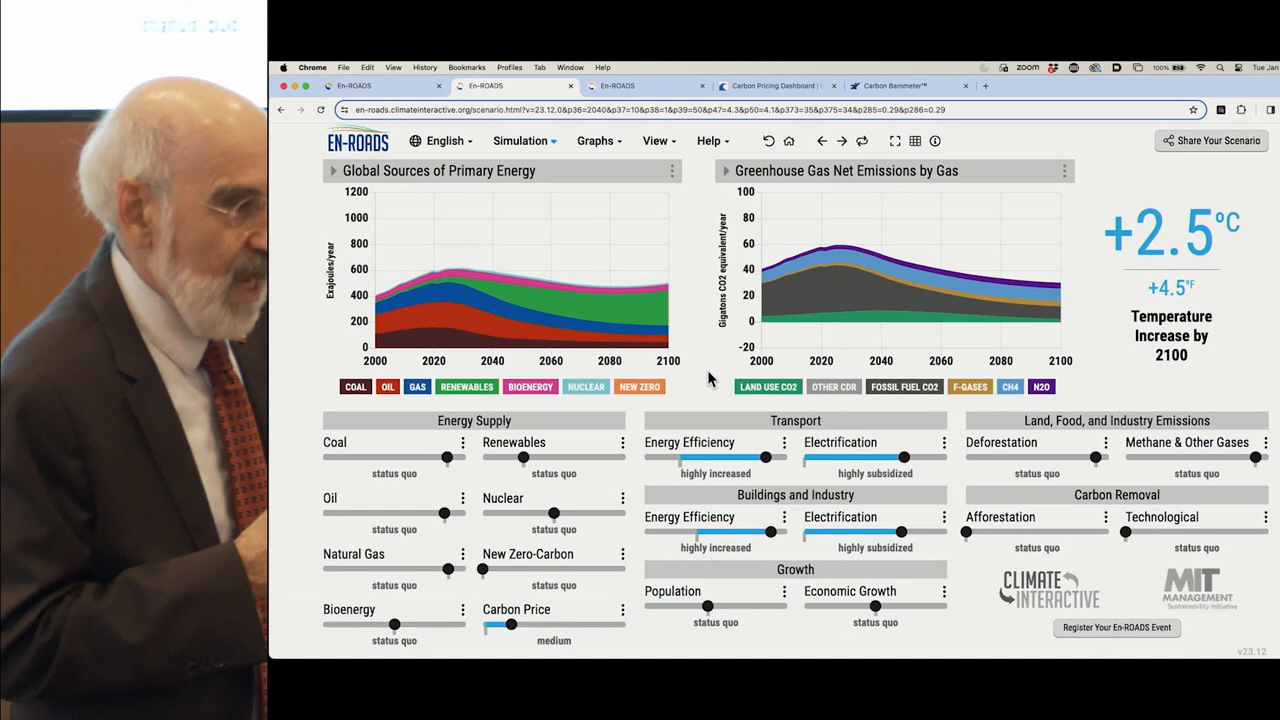 Chrome File Edit View History Bookmarks Profiles Tab Window Help zoom 100% Tue Jan
En-ROADS × En-ROADS × En-ROADS × Carbon Pricing Dashboard | × Carbon Barometer™ × +
en-roads.climateinteractive.org/scenario.html?v=23.12.0&p36=2040&p37=10&p38=1&p39=50&p47=4.3&p50=4.1&p373=35&p375=34&p285=0.29&p286=0.29
EN-ROADS English Simulation Graphs View Help Share Your Scenario
Global Sources of Primary Energy
Exajoules/year
1200
1000
800
600
400
200
0
2000 2020 2040 2060 2080 2100
COAL OIL GAS RENEWABLES BIOENERGY NUCLEAR NEW ZERO
Greenhouse Gas Net Emissions by Gas
Gigatons CO2 equivalent/year
100
80
60
40
20
0
-20
2000 2020 2040 2060 2080 2100
LAND USE CO2 OTHER CDR FOSSIL FUEL CO2 F-GASES CH4 N2O
+2.5°C
+4.5°F
Temperature
Increase by
2100
Energy Supply
Coal Renewables
status quo status quo
Oil Nuclear
status quo status quo
Natural Gas New Zero-Carbon
status quo status quo
Bioenergy Carbon Price
status quo medium
Transport
Energy Efficiency Electrification
highly increased highly subsidized
Buildings and Industry
Energy Efficiency Electrification
highly increased highly subsidized
Growth
Population Economic Growth
status quo status quo
Land, Food, and Industry Emissions
Deforestation Methane & Other Gases
status quo status quo
Carbon Removal
Afforestation Technological
status quo status quo
CLIMATE
INTERACTIVE
MIT
MANAGEMENT
Sustainability Initiative
Register Your En-ROADS Event
v23.12